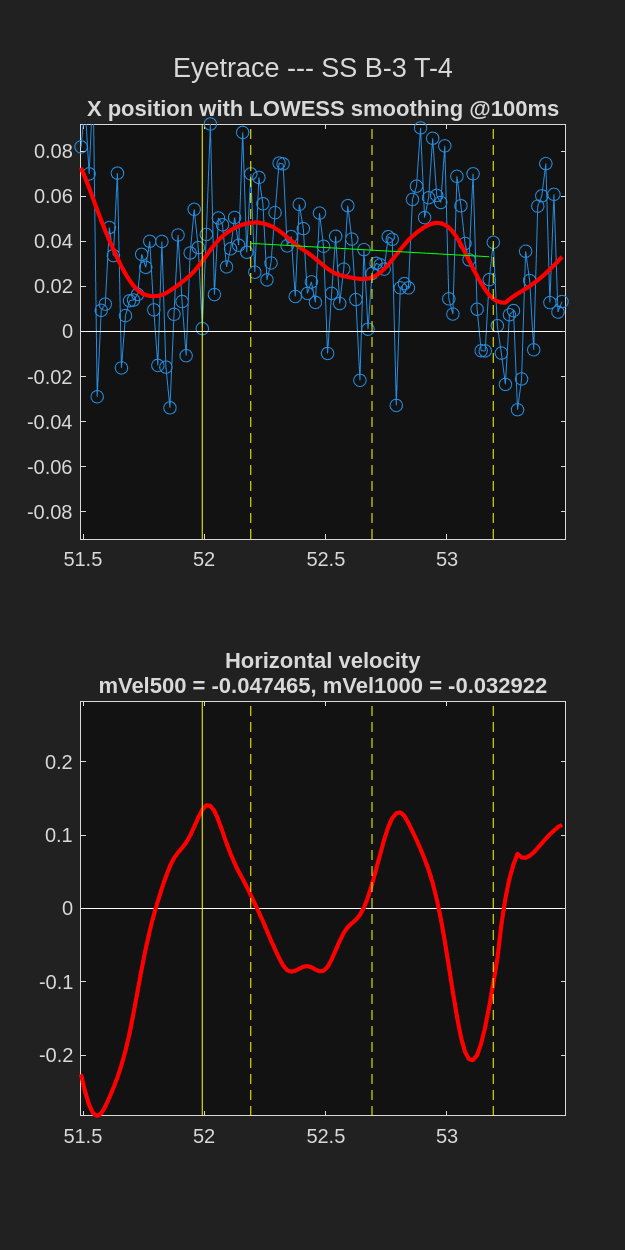 Eyetrace --- SS B-3 T-4
X position with LOWESS smoothing @100ms
0.08
0.06
0.04
0.02
0
-0.02
-0.04
-0.06
-0.08
51.5 52 52.5 53
Horizontal velocity
mVel500 = -0.047465, mVel1000 = -0.032922
0.2
0.1
0
-0.1
-0.2
51.5 52 52.5 53